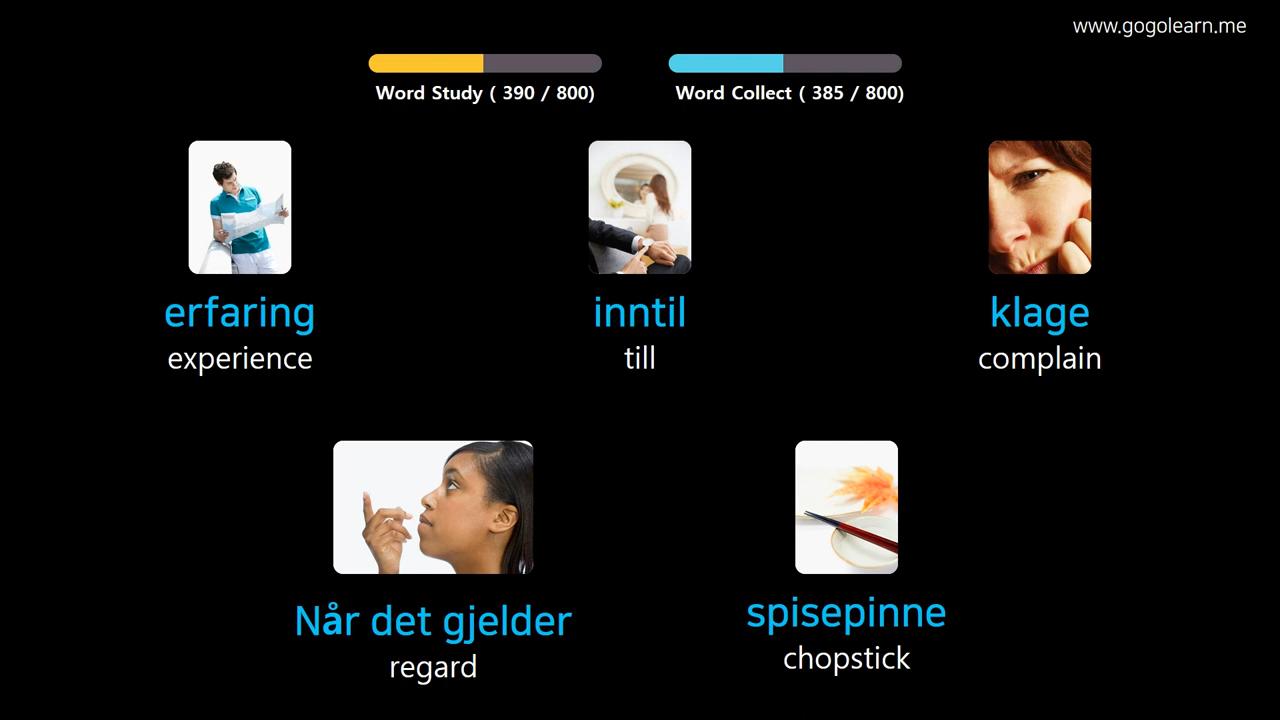 www.gogolearn.me
Word Study ( 390 / 800)
Word Collect ( 385 / 800)
erfaring
experience
inntil
till
klage
complain
Når det gjelder
regard
spisepinne
chopstick